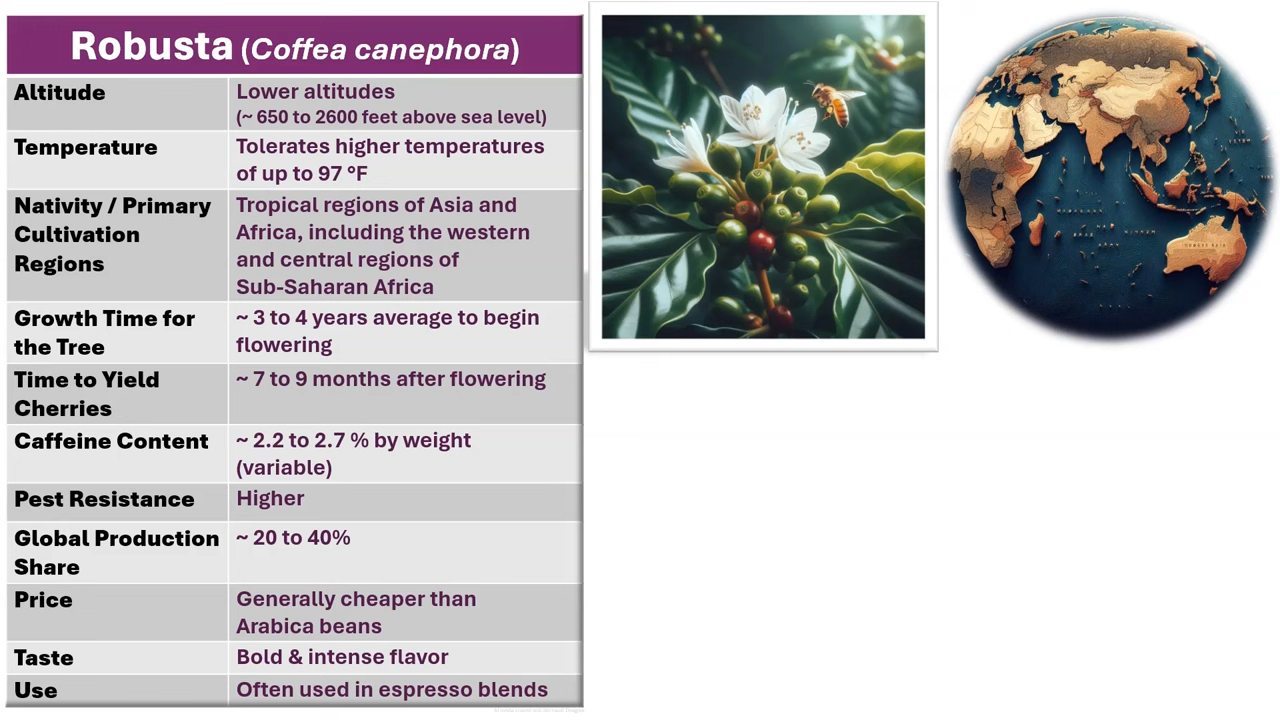 Robusta (Coffea canephora)
Altitude
Lower altitudes
(~ 650 to 2600 feet above sea level)
Temperature
Tolerates higher temperatures
of up to 97 °F
Nativity / Primary
Cultivation
Regions
Tropical regions of Asia and
Africa, including the western
and central regions of
Sub-Saharan Africa
Growth Time for
the Tree
~ 3 to 4 years average to begin
flowering
Time to Yield
Cherries
~ 7 to 9 months after flowering
Caffeine Content
~ 2.2 to 2.7 % by weight
(variable)
Pest Resistance
Higher
Global Production
Share
~ 20 to 40%
Price
Generally cheaper than
Arabica beans
Taste
Bold & intense flavor
Use
Often used in espresso blends